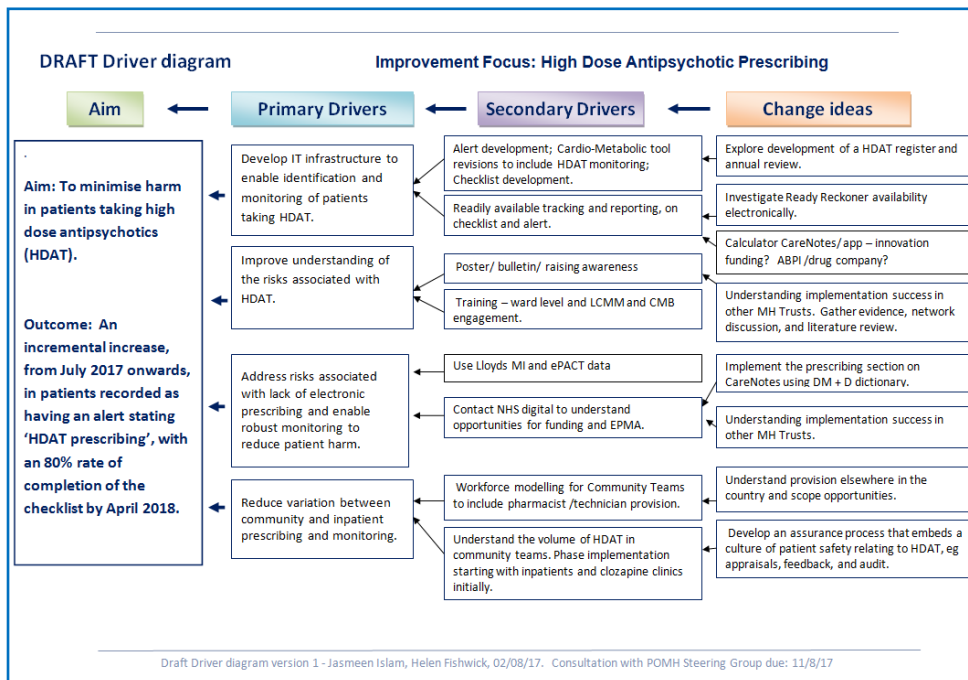 DRAFT Driver diagram
Improvement Focus: High Dose Antipsychotic Prescribing
Aim
Primary Drivers
Secondary Drivers
Change ideas
.
Aim: To minimise harm
in patients taking high
dose antipsychotics
(HDAT).
Outcome: An
incremental increase,
from July 2017 onwards,
in patients recorded as
having an alert stating
‘HDAT prescribing’, with
an 80% rate of
completion of the
checklist by April 2018.
Develop IT infrastructure to
enable identification and
monitoring of patients
taking HDAT.
Improve understanding of
the risks associated with
HDAT.
Address risks associated
with lack of electronic
prescribing and enable
robust monitoring to
reduce patient harm.
Reduce variation between
community and inpatient
prescribing and monitoring.
Alert development; Cardio-Metabolic tool
revisions to include HDAT monitoring;
Checklist development.
Readily available tracking and reporting, on
checklist and alert.
Poster/ bulletin/ raising awareness
Training – ward level and LCMM and CMB
engagement.
Use Lloyds MI and ePACT data
Contact NHS digital to understand
opportunities for funding and EPMA.
Workforce modelling for Community Teams
to include pharmacist /technician provision.
Understand the volume of HDAT in
community teams. Phase implementation
starting with inpatients and clozapine clinics
initially.
Explore development of a HDAT register and
annual review.
Investigate Ready Reckoner availability
electronically.
Calculator CareNotes/ app – innovation
funding? ABPI /drug company?
Understanding implementation success in
other MH Trusts. Gather evidence, network
discussion, and literature review.
Implement the prescribing section on
CareNotes using DM + D dictionary.
Understanding implementation success in
other MH Trusts.
Understand provision elsewhere in the
country and scope opportunities.
Develop an assurance process that embeds a
culture of patient safety relating to HDAT, eg
appraisals, feedback, and audit.
Draft Driver diagram version 1 - Jasmeen Islam, Helen Fishwick, 02/08/17. Consultation with POMH Steering Group due: 11/8/17